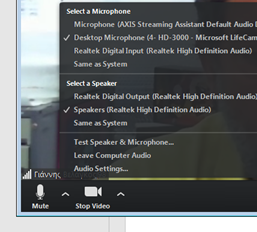 Select a Microphone
Microphone (AXIS Streaming Assistant Default Audio
Desktop Microphone (4- HD-3000 - Microsoft LifeCam
Realtek Digital Input (Realtek High Definition Audio)
Same as System
Select a Speaker
Realtek Digital Output (Realtek High Definition Audio)
Speakers (Realtek High Definition Audio)
Same as System
Test Speaker & Microphone...
Leave Computer Audio
Audio Settings...
Γιάννης
Mute
Stop Video